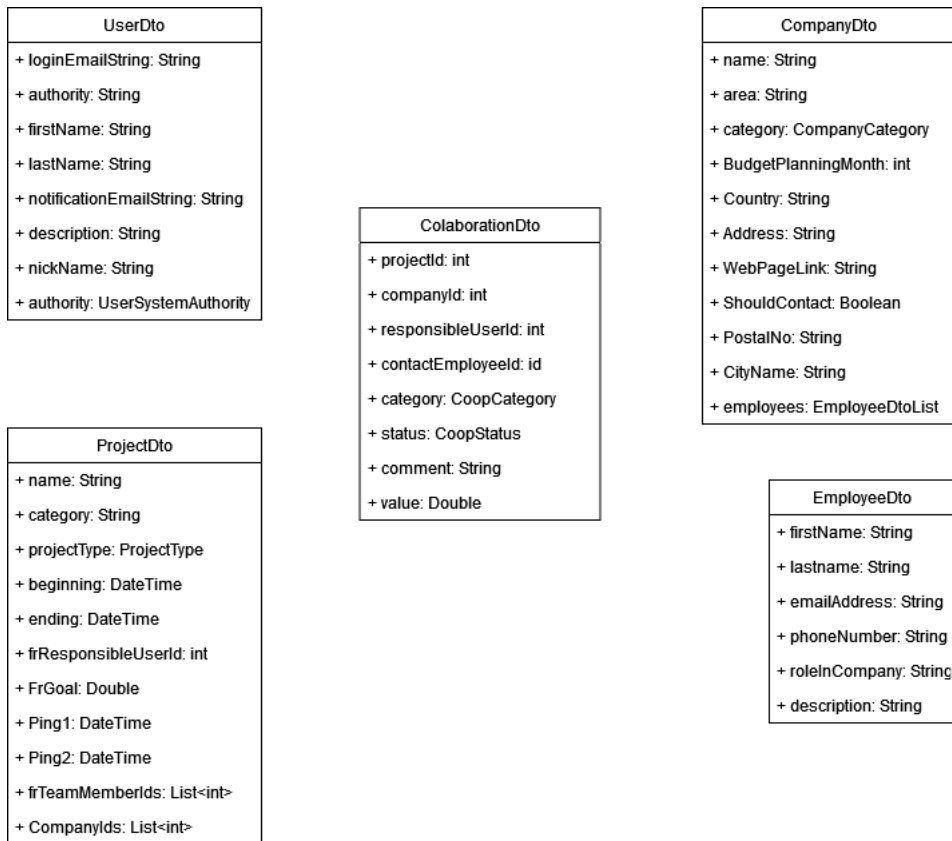 UserDto
+ loginEmailString: String
+ authority: String
+ firstName: String
+ lastName: String
+ notificationEmailString: String
+ description: String
+ nickName: String
+ authority: UserSystemAuthority
ProjectDto
+ name: String
+ category: String
+ projectType: ProjectType
+ beginning: DateTime
+ ending: DateTime
+ frResponsibleUserId: int
+ FrGoal: Double
+ Ping1: DateTime
+ Ping2: DateTime
+ frTeamMemberIds: List<int>
+ CompanyIds: List<int>
ColaborationDto
+ projectId: int
+ companyId: int
+ responsibleUserId: int
+ contactEmployeeId: id
+ category: CoopCategory
+ status: CoopStatus
+ comment: String
+ value: Double
CompanyDto
+ name: String
+ area: String
+ category: CompanyCategory
+ BudgetPlanningMonth: int
+ Country: String
+ Address: String
+ WebPageLink: String
+ ShouldContact: Boolean
+ PostalNo: String
+ CityName: String
+ employees: EmployeeDtoList
EmployeeDto
+ firstName: String
+ lastname: String
+ emailAddress: String
+ phoneNumber: String
+ roleInCompany: String
+ description: String